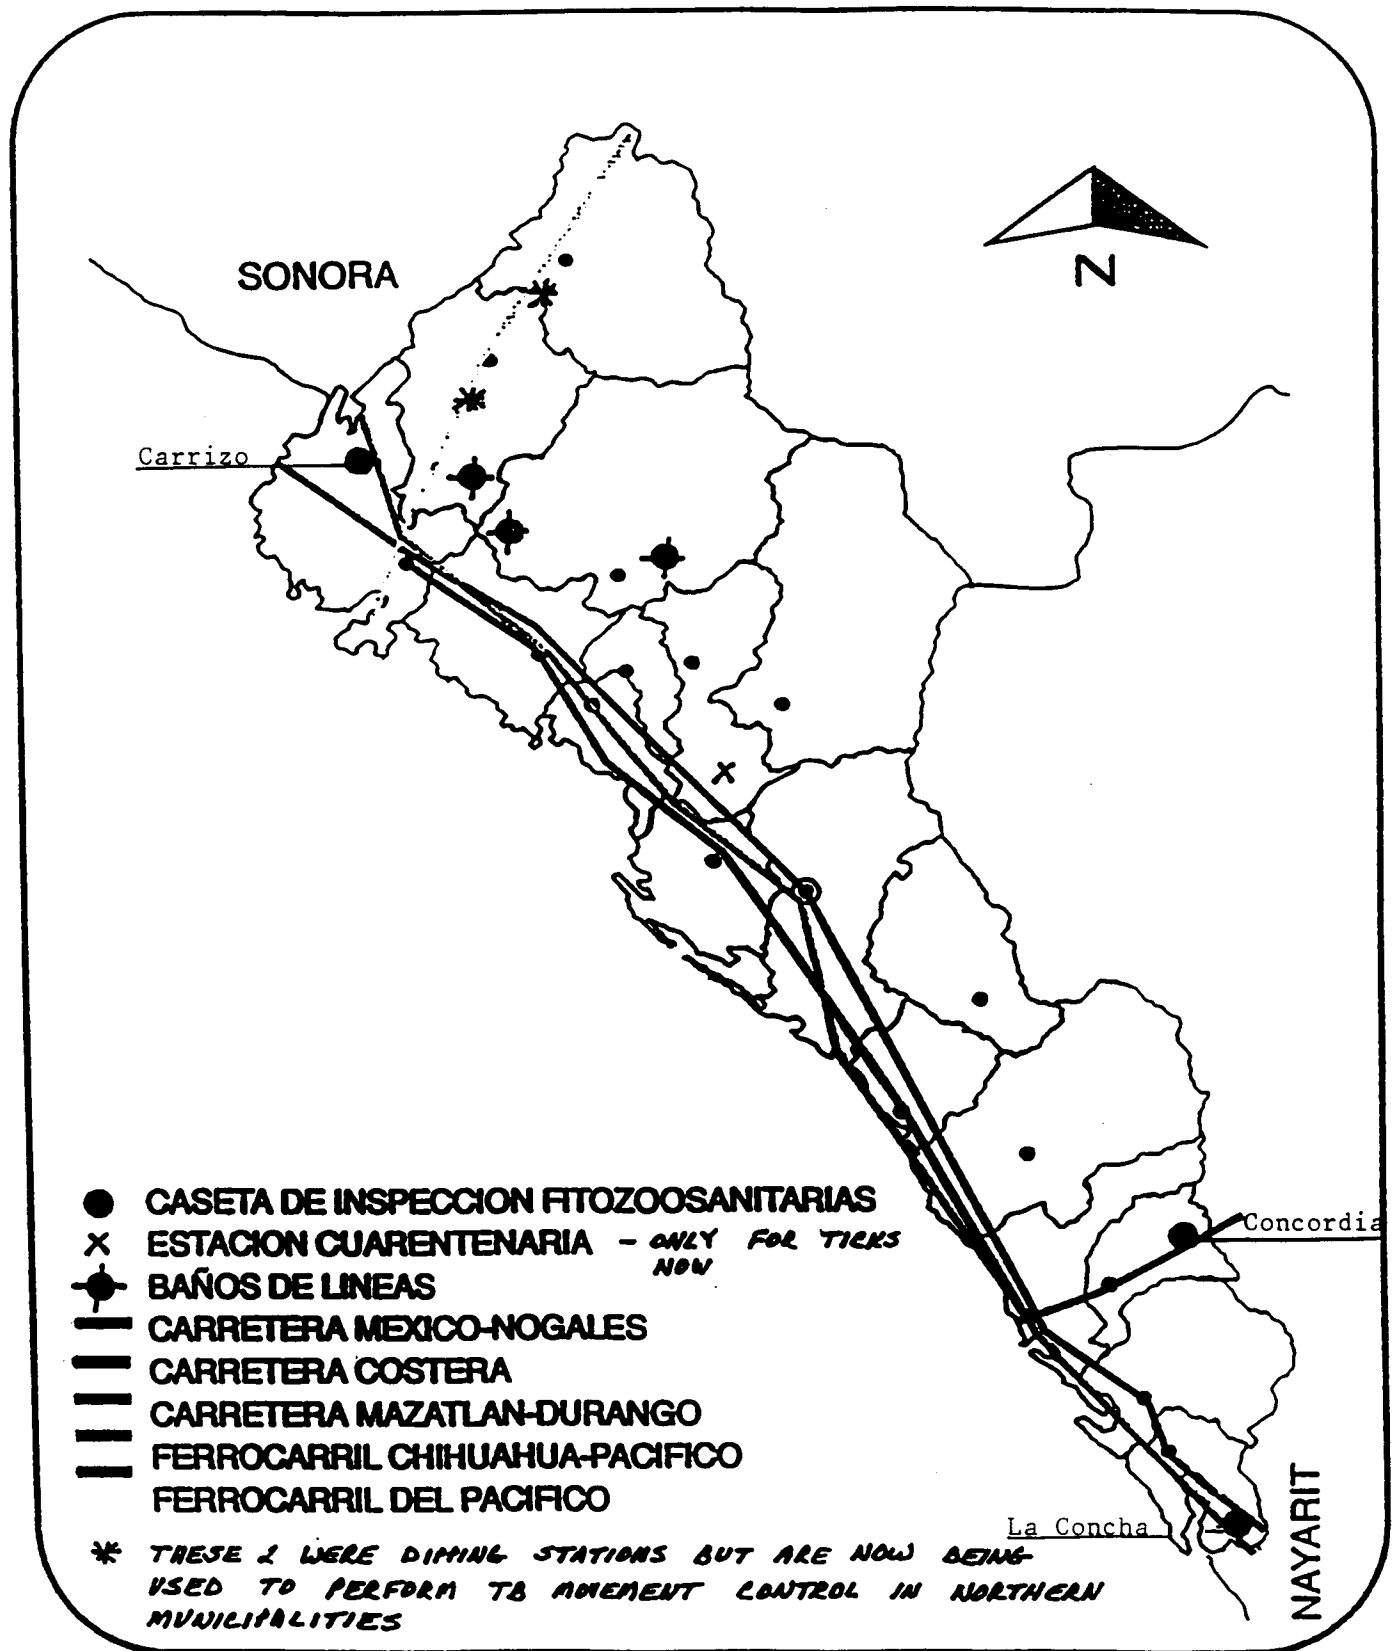 SONORA
N
Carrizo
Concordia
CASETA DE INSPECCION FITOZOOSANITARIAS
ESTACION CUARENTENARIA - ONLY FOR TICKS
NOW
BAÑOS DE LINEAS
CARRETERA MEXICO-NOGALES
CARRETERA COSTERA
CARRETERA MAZATLAN-DURANGO
FERROCARRIL CHIHUAHUA-PACIFICO
FERROCARRIL DEL PACIFICO
La Concha
NAYARIT
* THESE 2 WERE DIPPING STATIONS BUT ARE NOW BEING
USED TO PERFORM TB MOVEMENT CONTROL IN NORTHERN
MUNICIPALITIES